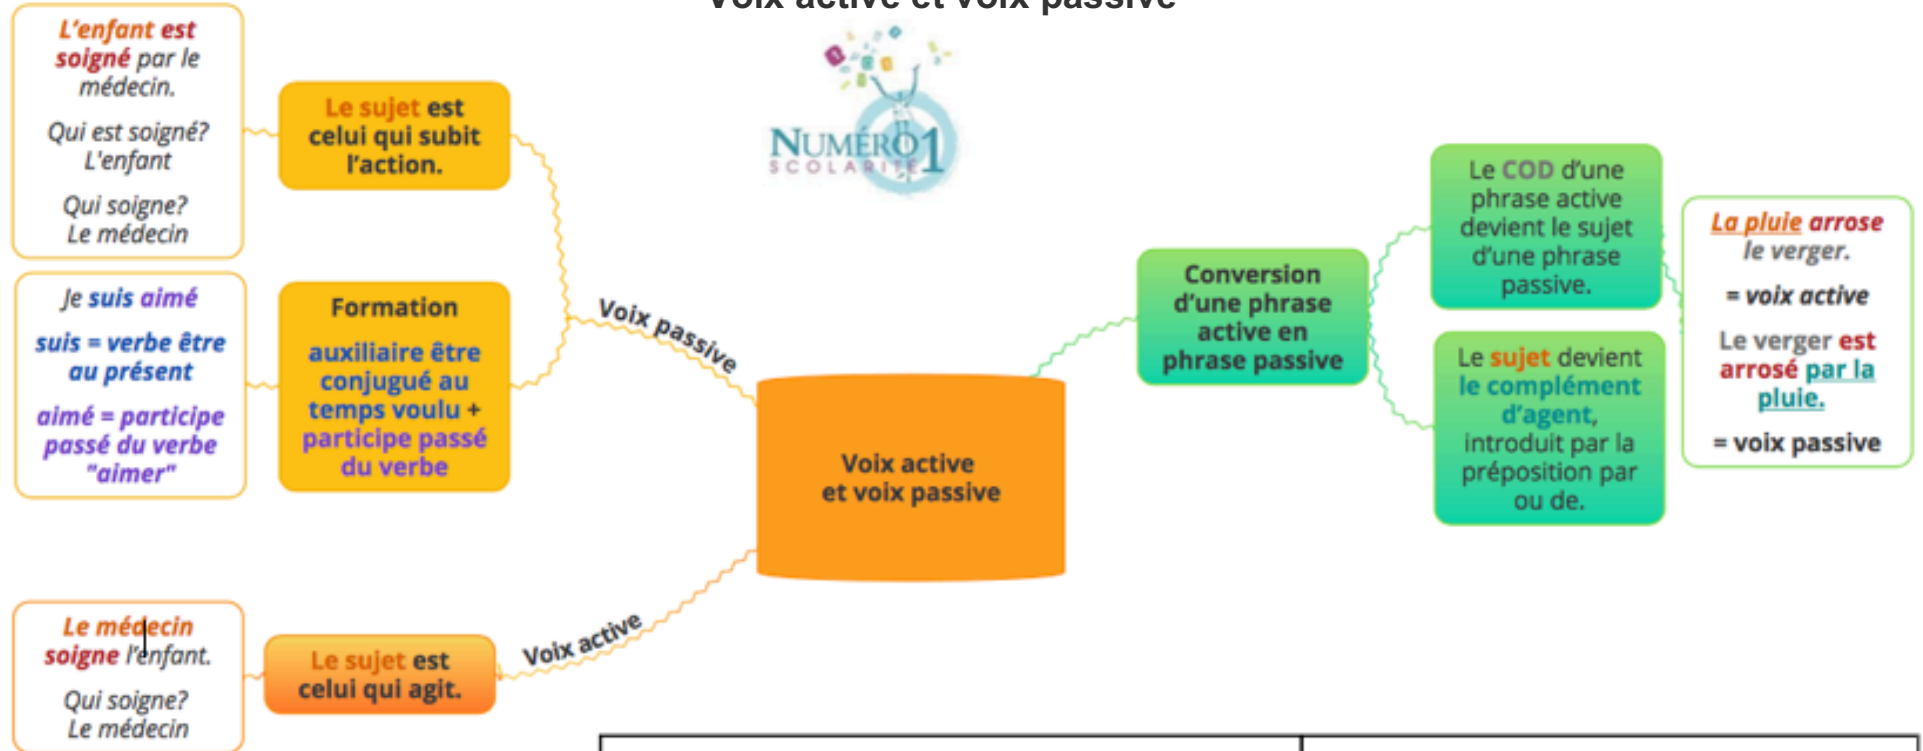 Voix active et voix passive
L'enfant est
soigné par le
médecin.
Qui est soigné?
L'enfant
Qui soigne?
Le médecin
Le sujet est
celui qui subit
l'action.
Je suis aimé
suis = verbe être
au présent
aimé = participe
passé du verbe
"aimer"
Formation
auxiliaire être
conjugué au
temps voulu +
participe passé
du verbe
Voix passive
Le médecin
soigne l'enfant.
Qui soigne?
Le médecin
Le sujet est
celui qui agit.
Voix active
NUMÉRO 1
SCOLARITÉ
Voix active
et voix passive
Conversion
d'une phrase
active en
phrase passive
Le COD d'une
phrase active
devient le sujet
d'une phrase
passive.
Le sujet devient
le complément
d'agent,
introduit par la
préposition par
ou de.
La pluie arrose
le verger.
= voix active
Le verger est
arrosé par la
pluie.
= voix passive